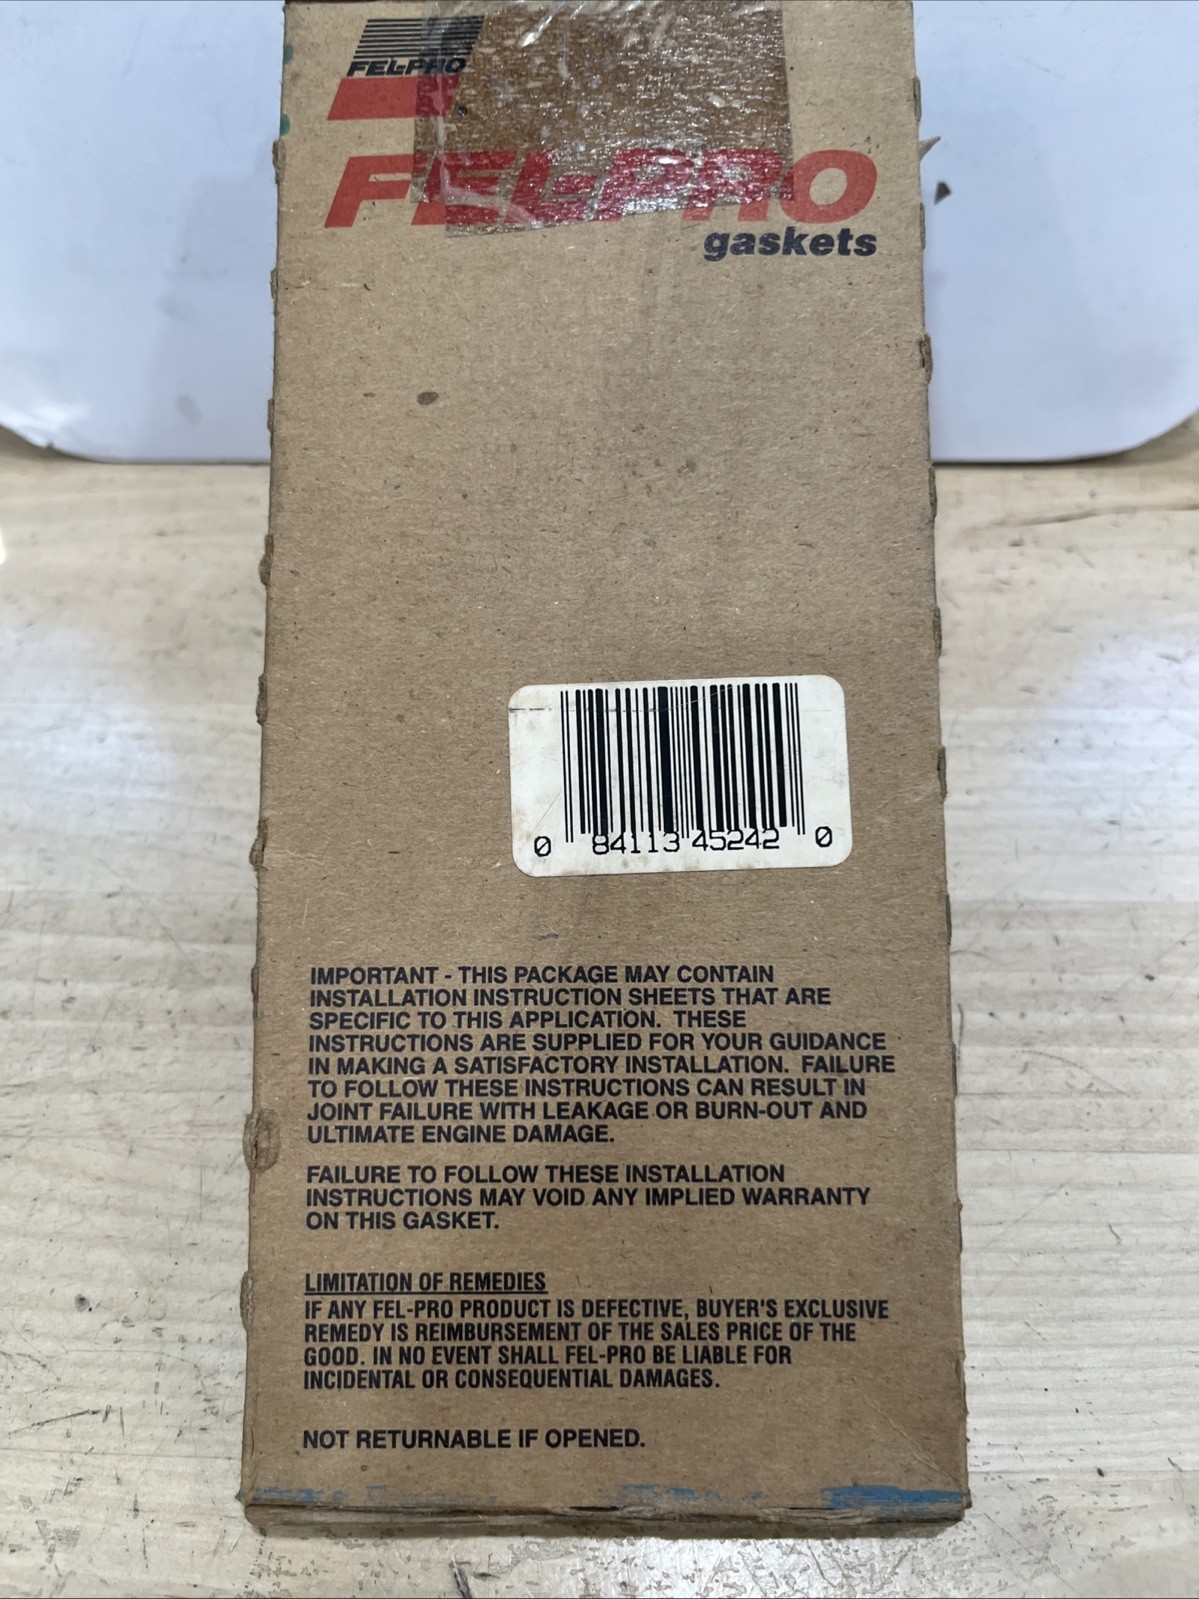 FEL-PRO
FEL-PRO
gaskets
0 84113 45242 0
IMPORTANT - THIS PACKAGE MAY CONTAIN
INSTALLATION INSTRUCTION SHEETS THAT ARE
SPECIFIC TO THIS APPLICATION. THESE
INSTRUCTIONS ARE SUPPLIED FOR YOUR GUIDANCE
IN MAKING A SATISFACTORY INSTALLATION. FAILURE
TO FOLLOW THESE INSTRUCTIONS CAN RESULT IN
JOINT FAILURE WITH LEAKAGE OR BURN-OUT AND
ULTIMATE ENGINE DAMAGE.
FAILURE TO FOLLOW THESE INSTALLATION
INSTRUCTIONS MAY VOID ANY IMPLIED WARRANTY
ON THIS GASKET.
LIMITATION OF REMEDIES
IF ANY FEL-PRO PRODUCT IS DEFECTIVE, BUYER'S EXCLUSIVE
REMEDY IS REIMBURSEMENT OF THE SALES PRICE OF THE
GOOD. IN NO EVENT SHALL FEL-PRO BE LIABLE FOR
INCIDENTAL OR CONSEQUENTIAL DAMAGES.
NOT RETURNABLE IF OPENED.